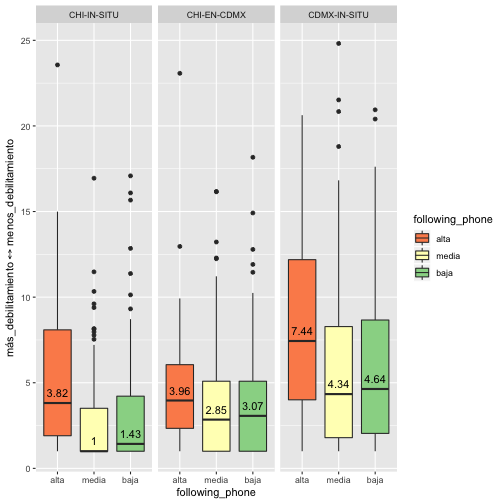 CHI-IN-SITU CHI-EN-CDMX CDMX-IN-SITU
más_debilitamiento ↔ menos_debilitamiento
25
20
15
10
5
0
3.82 1 1.43 3.96 2.85 3.07 7.44 4.34 4.64
alta media baja alta media baja alta media baja
following_phone
following_phone
alta
media
baja